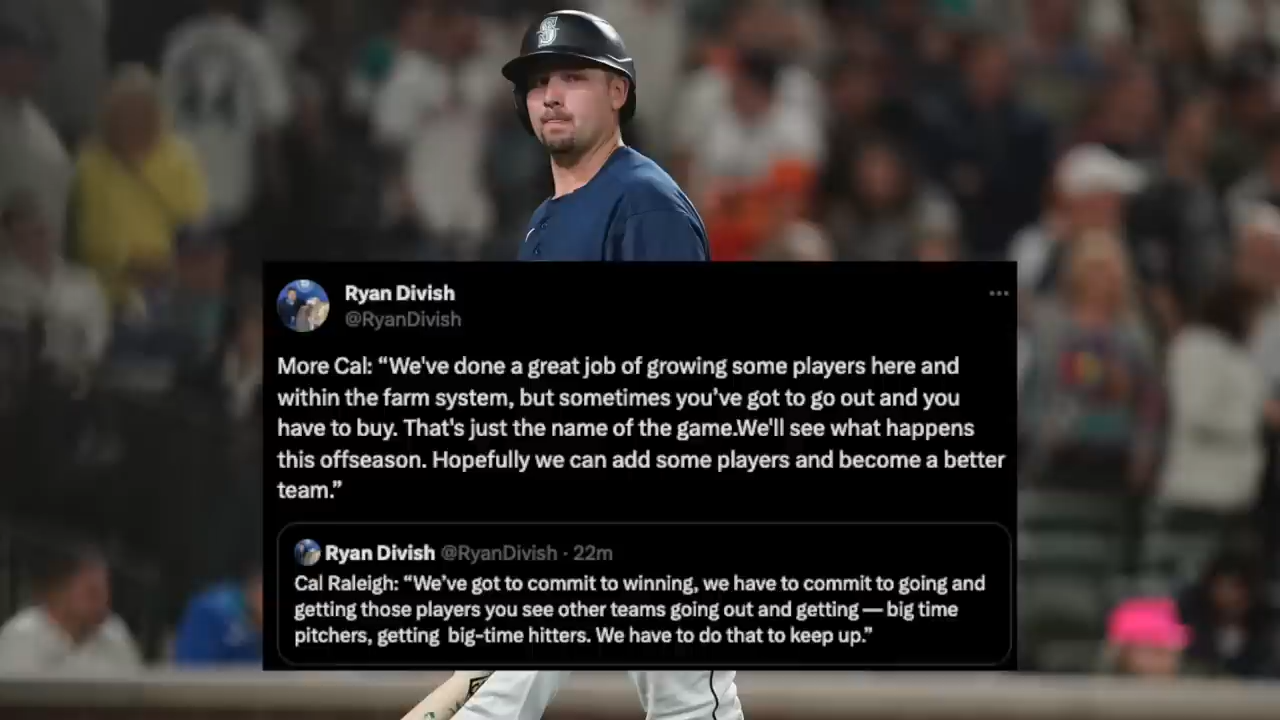 S
Ryan Divish
@RyanDivish
More Cal: “We've done a great job of growing some players here and
within the farm system, but sometimes you’ve got to go out and you
have to buy. That's just the name of the game.We'll see what happens
this offseason. Hopefully we can add some players and become a better
team.”
Ryan Divish @RyanDivish · 22m
Cal Raleigh: “We’ve got to commit to winning, we have to commit to going and
getting those players you see other teams going out and getting — big time
pitchers, getting  big-time hitters. We have to do that to keep up.”